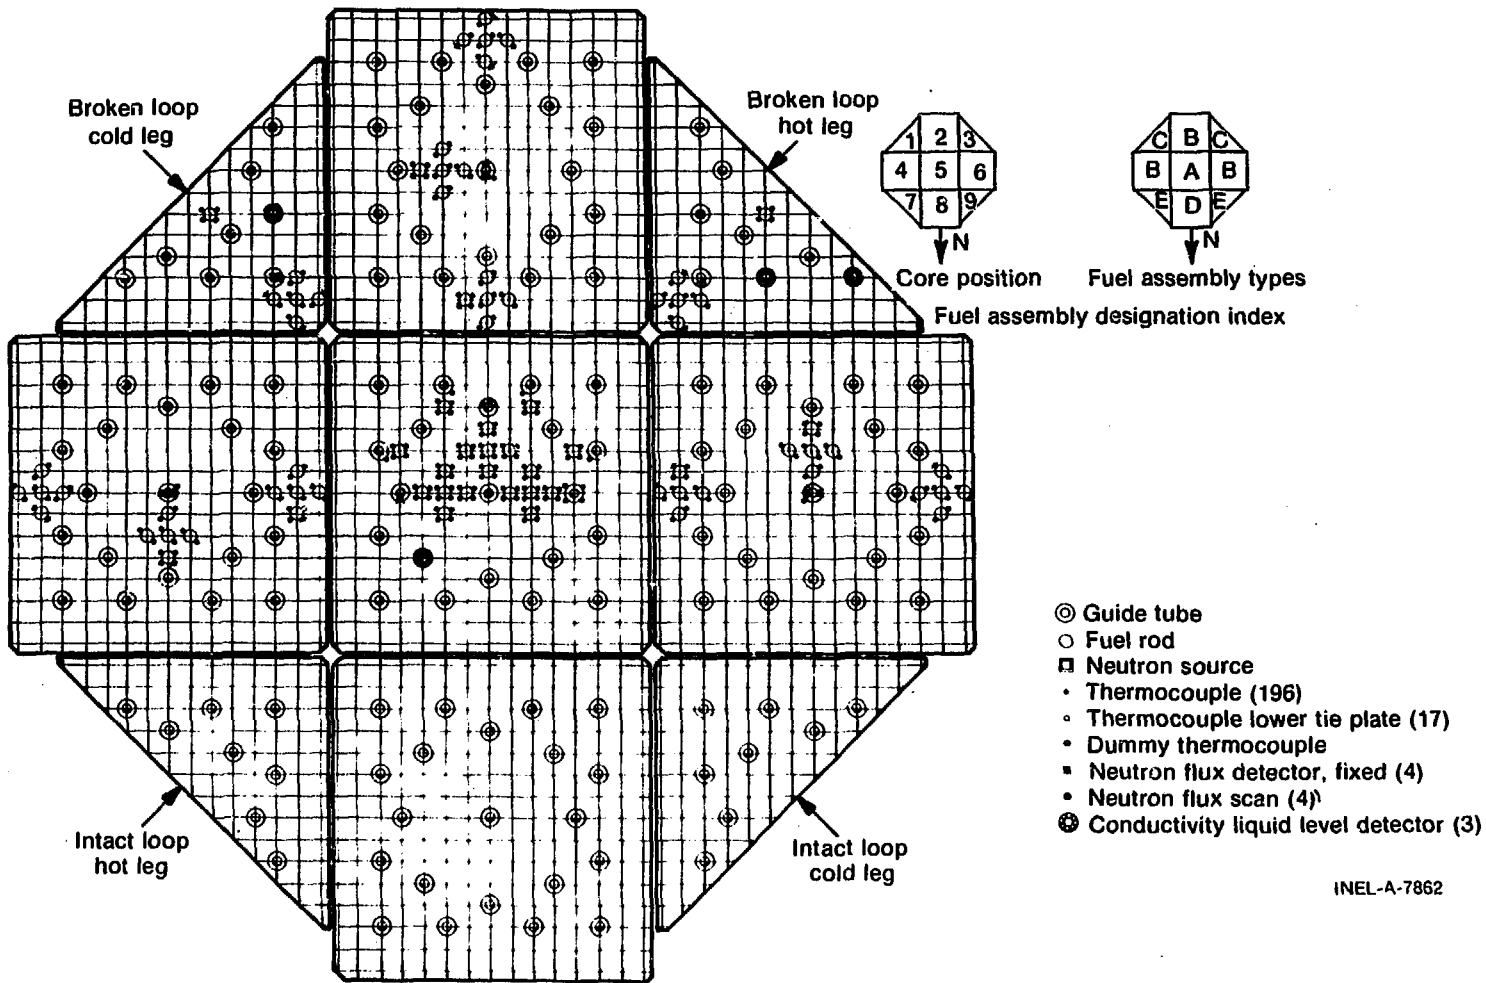 Broken loop
cold leg
Broken loop
hot leg
1 2 3
4 5 6
7 8 9
N
Core position
C B C
B A B
E D E
N
Fuel assembly types
Fuel assembly designation index
Guide tube
Fuel rod
Neutron source
Thermocouple (196)
Thermocouple lower tie plate (17)
Dummy thermocouple
Neutron flux detector, fixed (4)
Neutron flux scan (4)
Conductivity liquid level detector (3)
Intact loop
hot leg
Intact loop
cold leg
INEL-A-7862